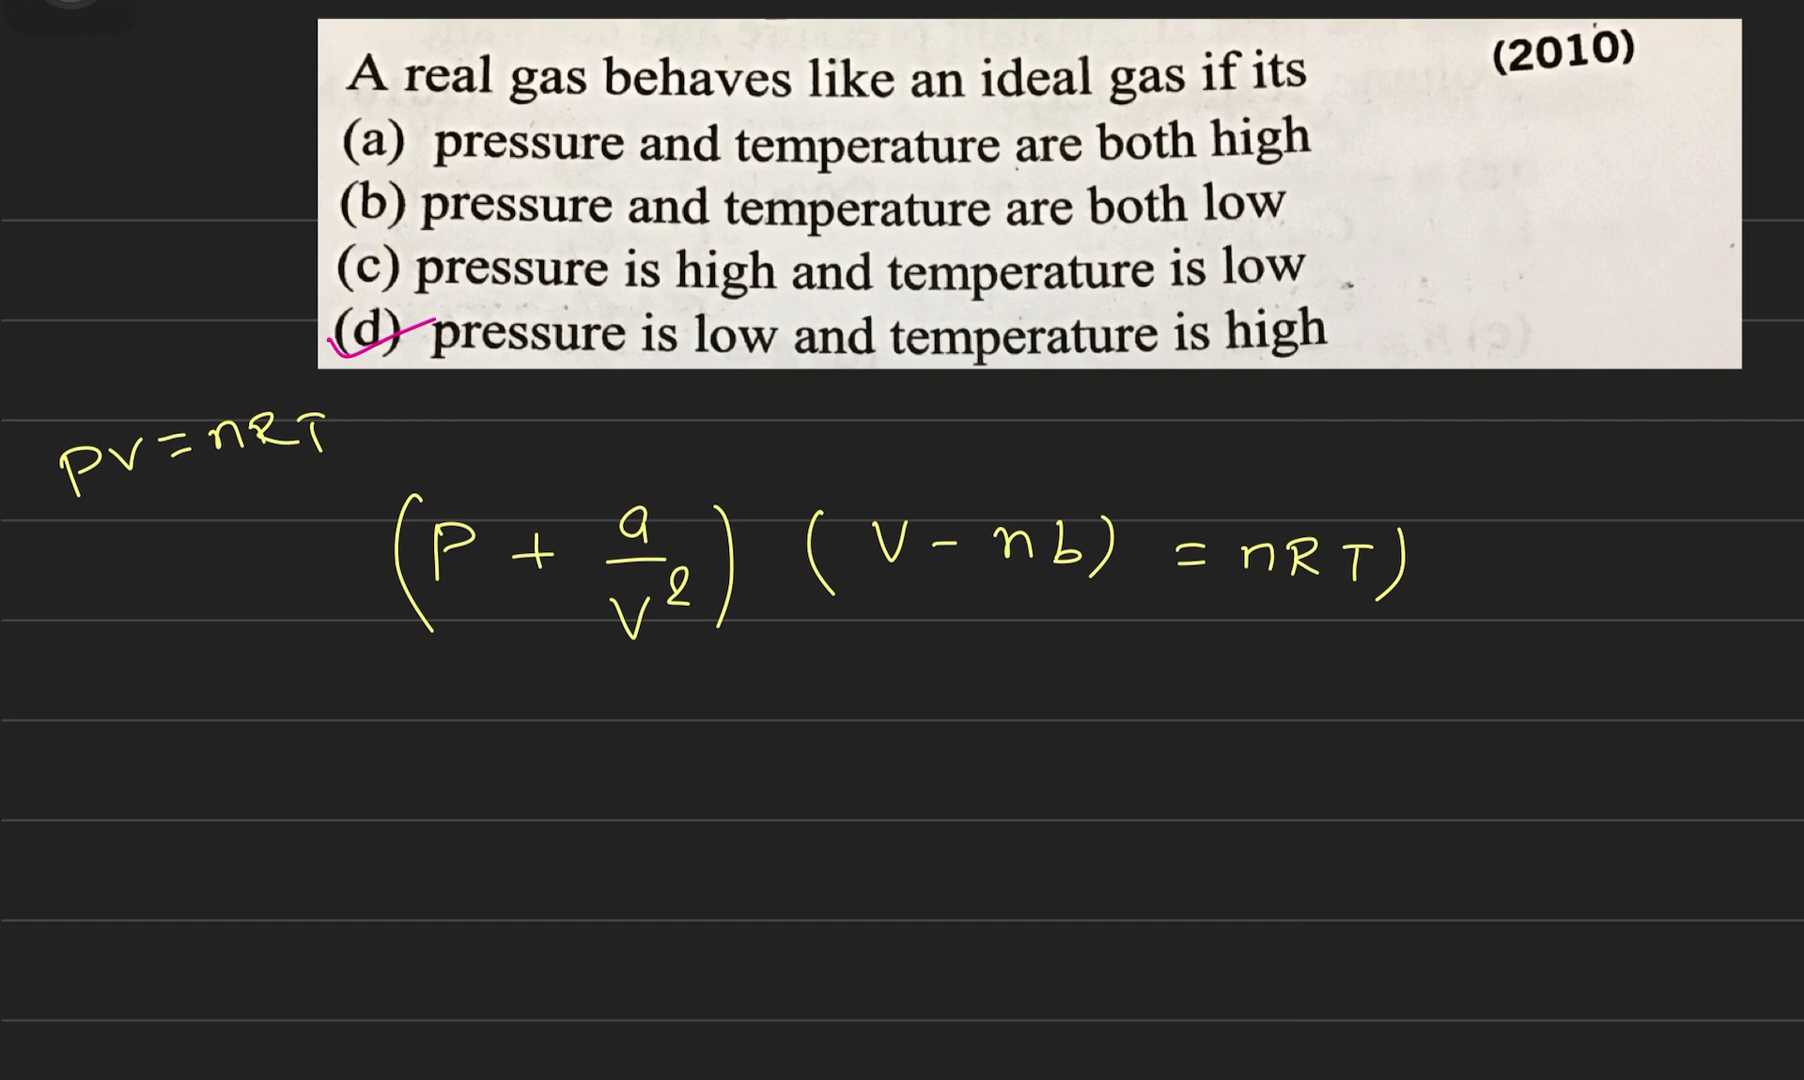 A real gas behaves like an ideal gas if its (2010)
(a) pressure and temperature are both high
(b) pressure and temperature are both low
(c) pressure is high and temperature is low
(d) pressure is low and temperature is high
PV = nRT
(P + a/V²) (V - nb) = nRT)